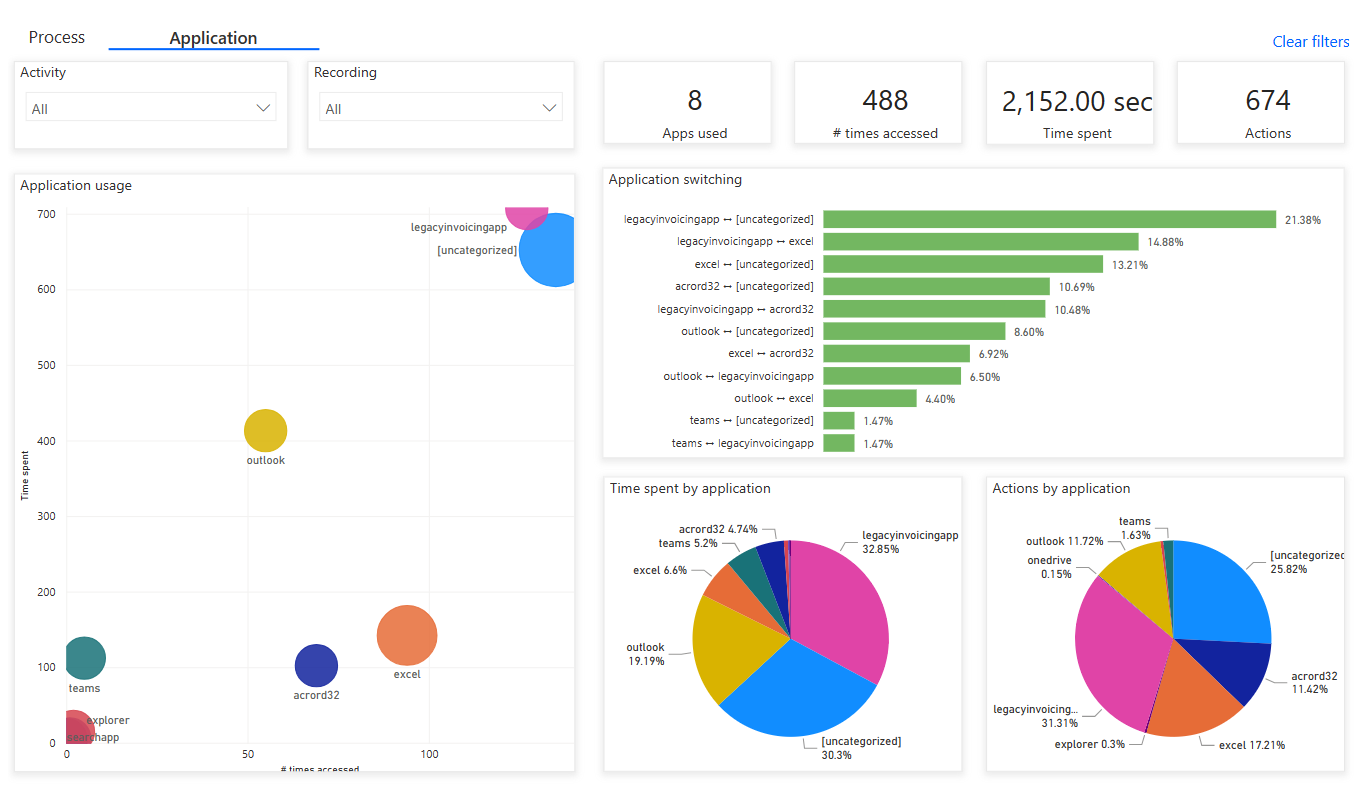 Process
Application
Clear filters
Activity
All
Recording
All
8
Apps used
488
# times accessed
2,152.00 sec
Time spent
674
Actions
Application usage
700
600
500
400
300
200
100
0
0
50
100
Time spent
# times accessed
legacyinvoicingapp
[uncategorized]
outlook
excel
acrord32
teams
explorer
searchapp
Application switching
legacyinvoicingapp ↔ [uncategorized] 21.38%
legacyinvoicingapp ↔ excel 14.88%
excel ↔ [uncategorized] 13.21%
acrord32 ↔ [uncategorized] 10.69%
legacyinvoicingapp ↔ acrord32 10.48%
outlook ↔ [uncategorized] 8.60%
excel ↔ acrord32 6.92%
outlook ↔ legacyinvoicingapp 6.50%
outlook ↔ excel 4.40%
teams ↔ [uncategorized] 1.47%
teams ↔ legacyinvoicingapp 1.47%
Time spent by application
acrord32 4.74%
teams 5.2%
excel 6.6%
outlook
19.19%
legacyinvoicingapp
32.85%
[uncategorized]
30.3%
Actions by application
teams
1.63%
outlook 11.72%
onedrive
0.15%
[uncategorized
25.82%
acrord32
11.42%
legacyinvoicing...
31.31%
explorer 0.3%
excel 17.21%